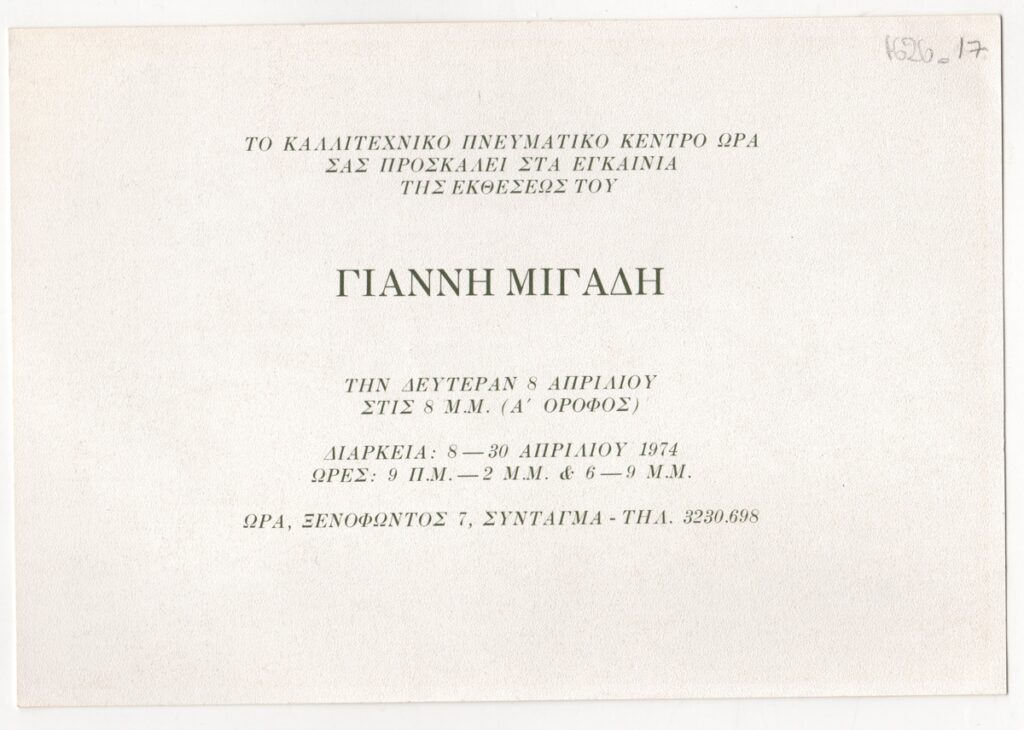 1626.17
ΤΟ ΚΑΛΛΙΤΕΧΝΙΚΟ ΠΝΕΥΜΑΤΙΚΟ ΚΕΝΤΡΟ ΩΡΑ
ΣΑΣ ΠΡΟΣΚΑΛΕΙ ΣΤΑ ΕΓΚΑΙΝΙΑ
ΤΗΣ ΕΚΘΕΣΕΩΣ ΤΟΥ
ΓΙΑΝΝΗ ΜΙΓΑΔΗ
ΤΗΝ ΔΕΥΤΕΡΑΝ 8 ΑΠΡΙΛΙΟΥ
ΣΤΙΣ 8 Μ.Μ. (Α΄ ΟΡΟΦΟΣ)
ΔΙΑΡΚΕΙΑ: 8 — 30 ΑΠΡΙΛΙΟΥ 1974
ΩΡΕΣ: 9 Π.Μ. — 2 Μ.Μ. & 6 — 9 Μ.Μ.
ΩΡΑ, ΞΕΝΟΦΩΝΤΟΣ 7, ΣΥΝΤΑΓΜΑ - ΤΗΛ. 3230.698